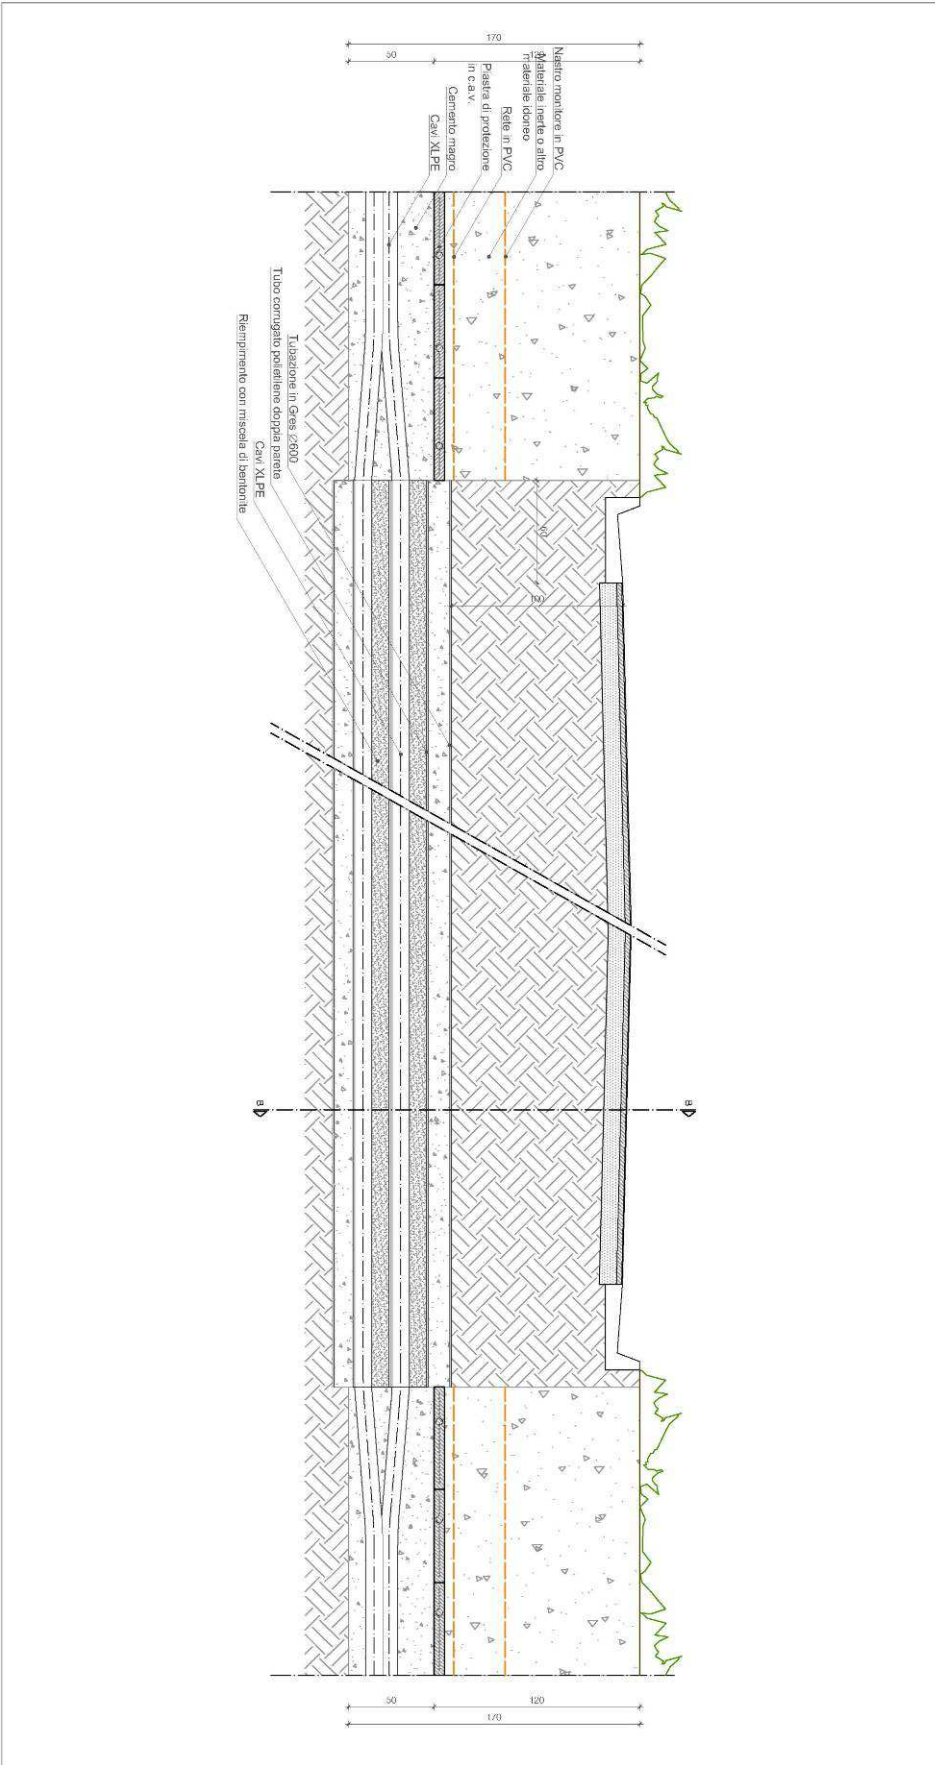 170
50
Nastro monitore in PVC
Materiale inerte o altro
materiale idoneo
Rete in PVC
Piastra di protezione
in c.a.v.
Cemento magro
Cavi XLPE
Tubazione in Gres ∅600
Tubo corrugato polietilene doppia parete
Cavi XLPE
Riempimento con miscela di bentonite
B
B
50
120
170